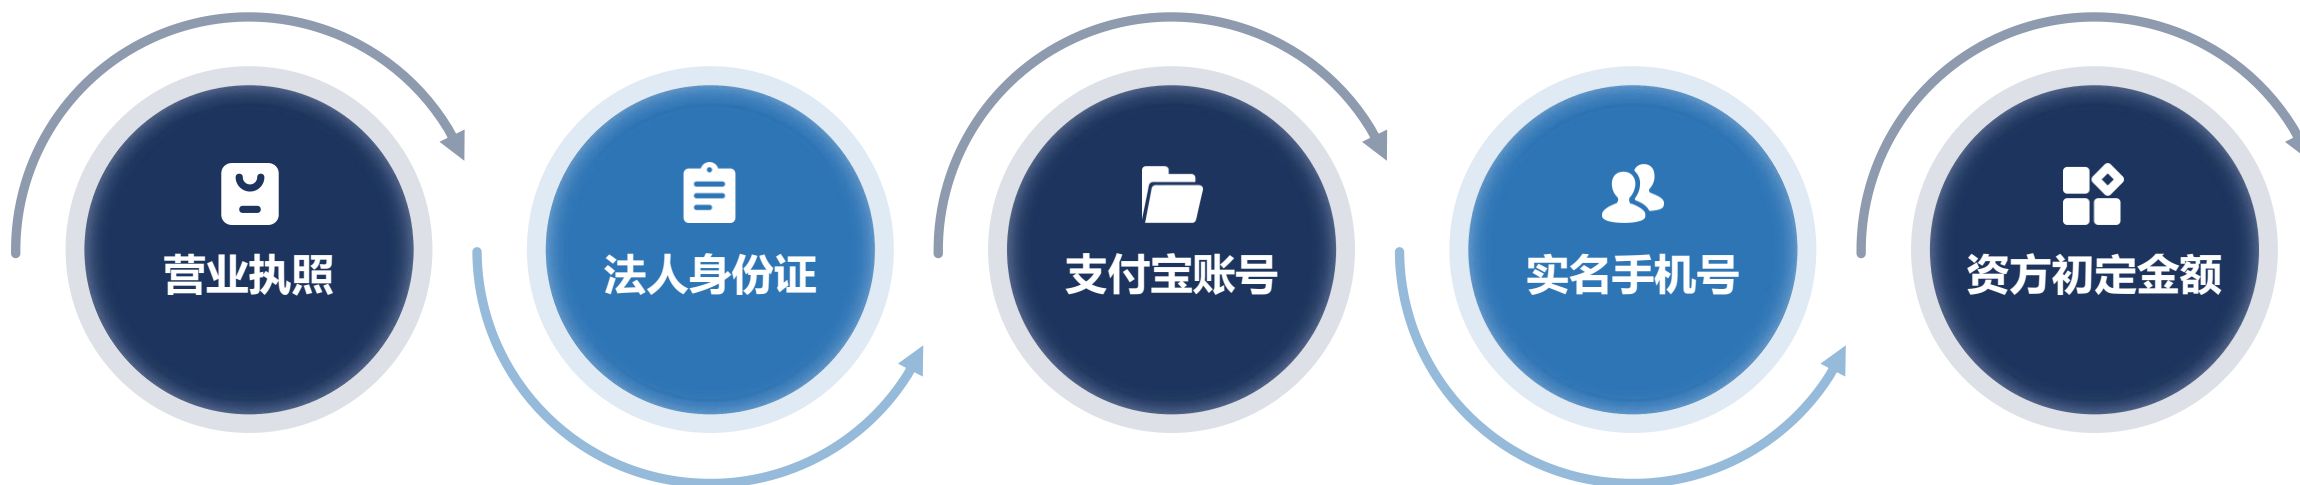 营业执照
法人身份证
支付宝账号
实名手机号
资方初定金额